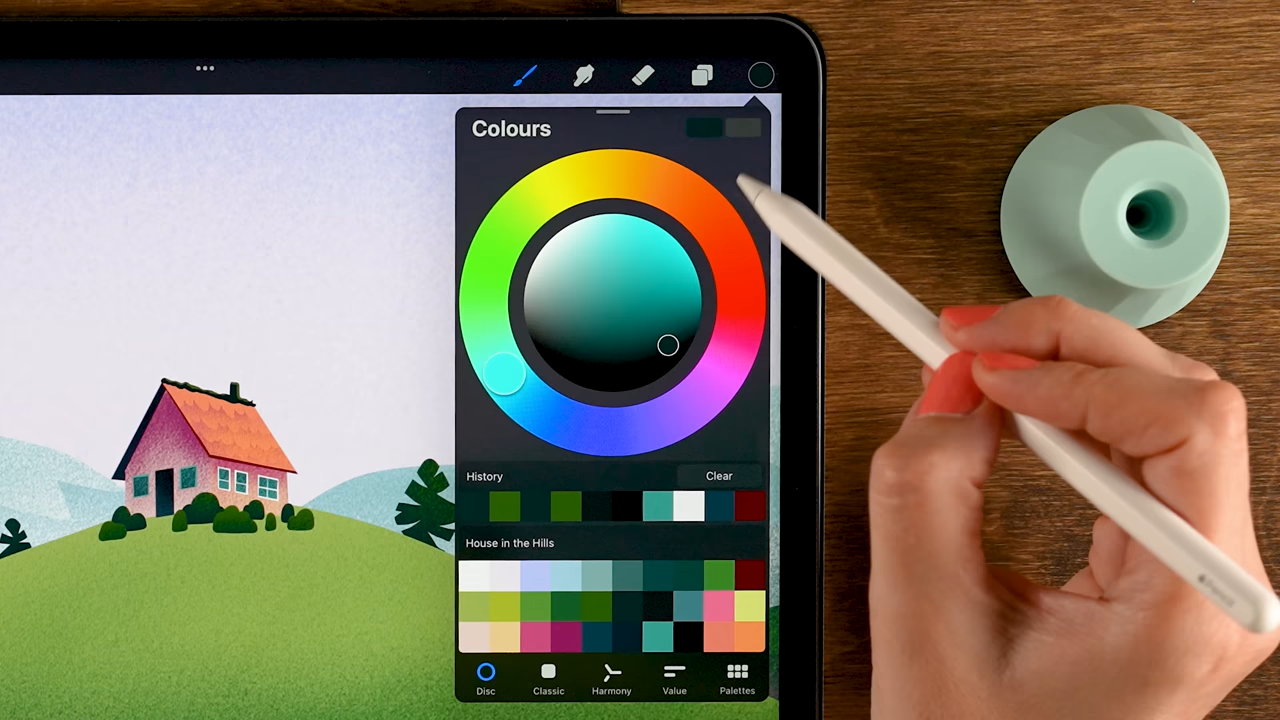 Colours
History
Clear
House in the Hills
Disc
Classic
Harmony
Value
Palettes